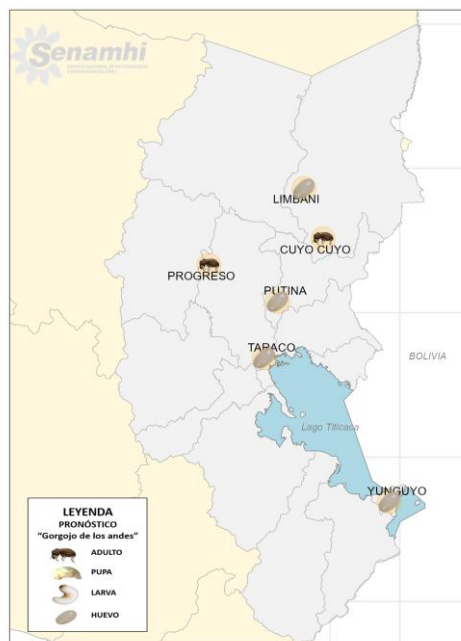 Senamhi
LIMBANI
CUYO CUYO
PROGRESO
PUTINA
TARACO
BOLIVIA
Lago Titicaca
YUNGUYO
LEYENDA
PRONÓSTICO
"Gorgojo de los andes"
ADULTO
PUPA
LARVA
HUEVO